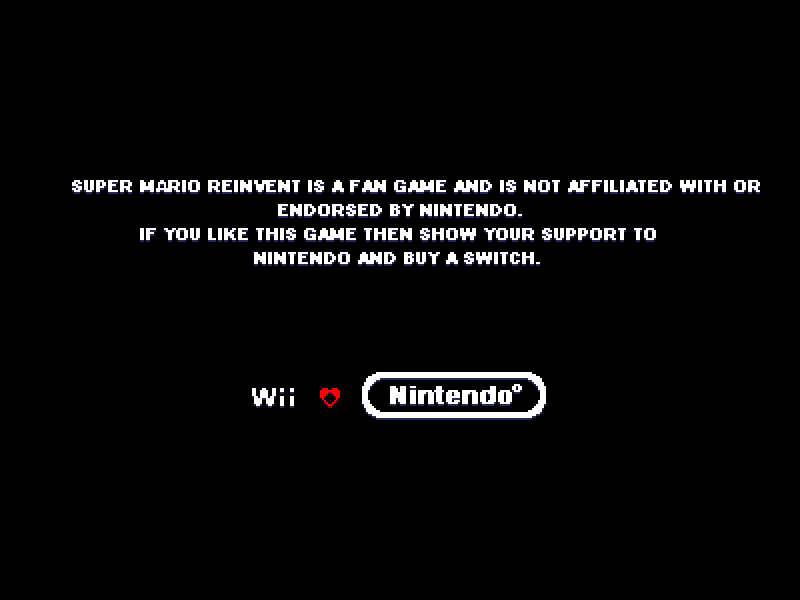 SUPER MARIO REINVENT IS A FAN GAME AND IS NOT AFFILIATED WITH OR
ENDORSED BY NINTENDO.
IF YOU LIKE THIS GAME THEN SHOW YOUR SUPPORT TO
NINTENDO AND BUY A SWITCH.
Wii Nintendo°